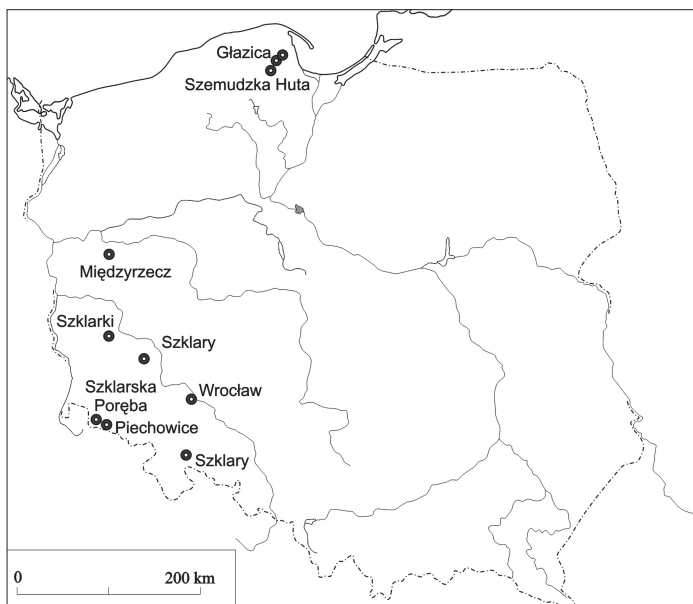 Głazica
Szemudzka Huta
Międzyrzecz
Szklarki
Szklary
Szklarska
Poręba
Wrocław
Piechowice
Szklary
0
200 km